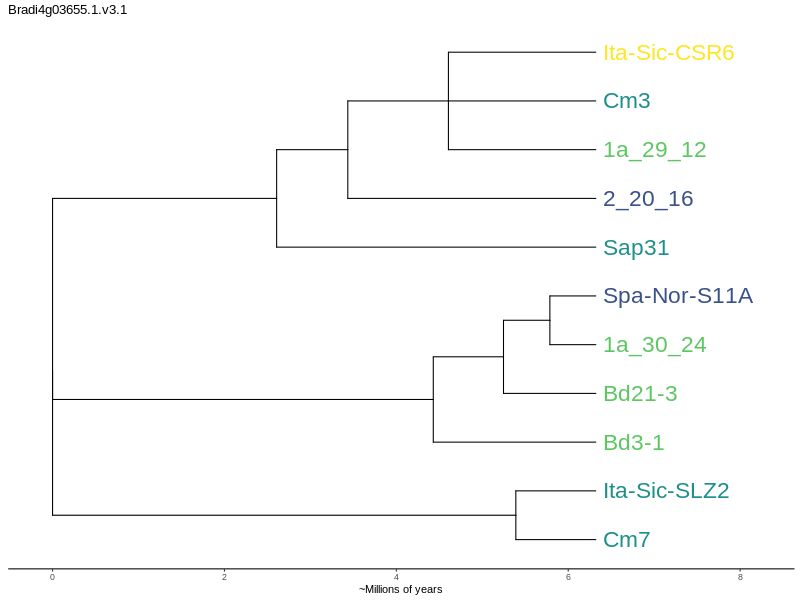 Bradi4g03655.1.v3.1
Ita-Sic-CSR6
Cm3
1a_29_12
2_20_16
Sap31
Spa-Nor-S11A
1a_30_24
Bd21-3
Bd3-1
Ita-Sic-SLZ2
Cm7
0 2 4 6 8
~Millions of years